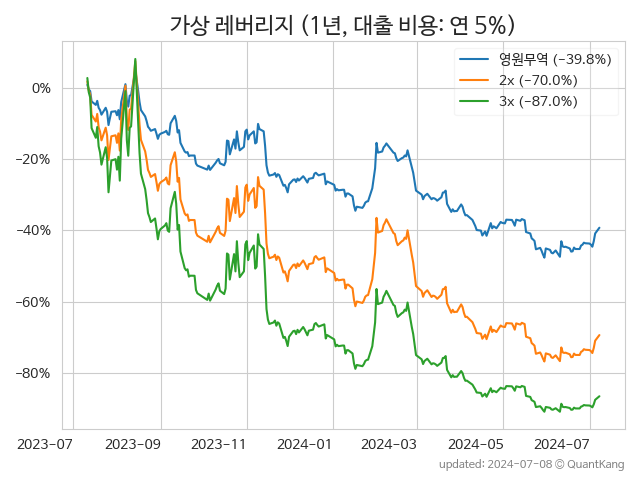 가상 레버리지 (1년, 대출 비용: 연 5%)
영원무역 (−39.8%)
2x (−70.0%)
3x (−87.0%)
0%
−20%
−40%
−60%
−80%
2023-07 2023-09 2023-11 2024-01 2024-03 2024-05 2024-07
updated: 2024-07-08 © QuantKang